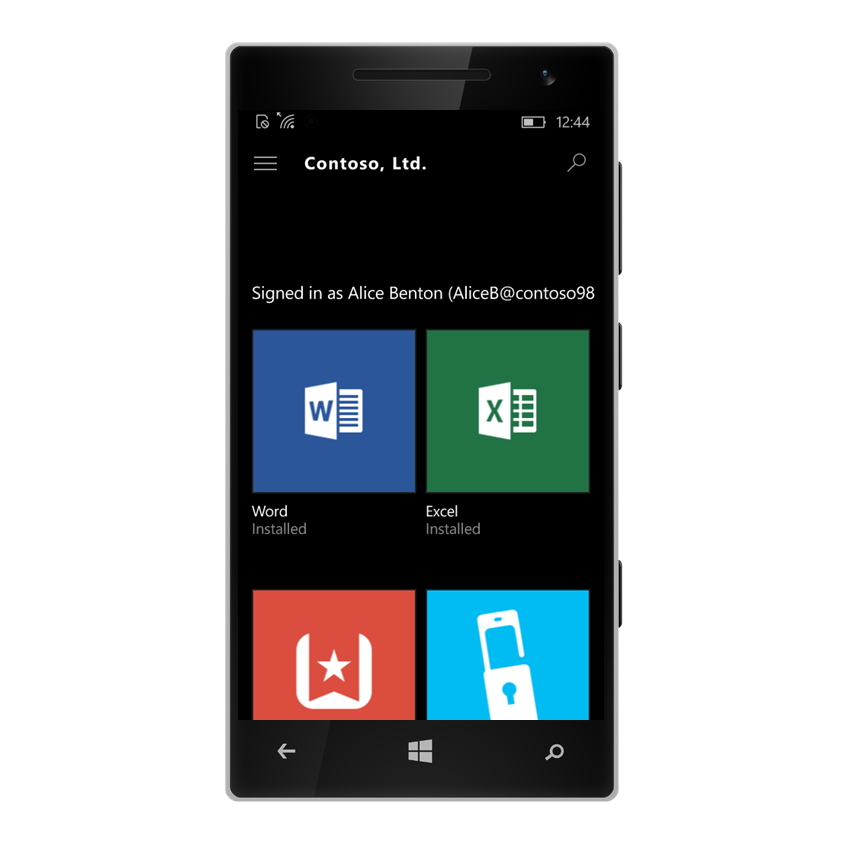 12:44
Contoso, Ltd.
Signed in as Alice Benton (AliceB@contoso98
W
X
Word
Excel
Installed
Installed